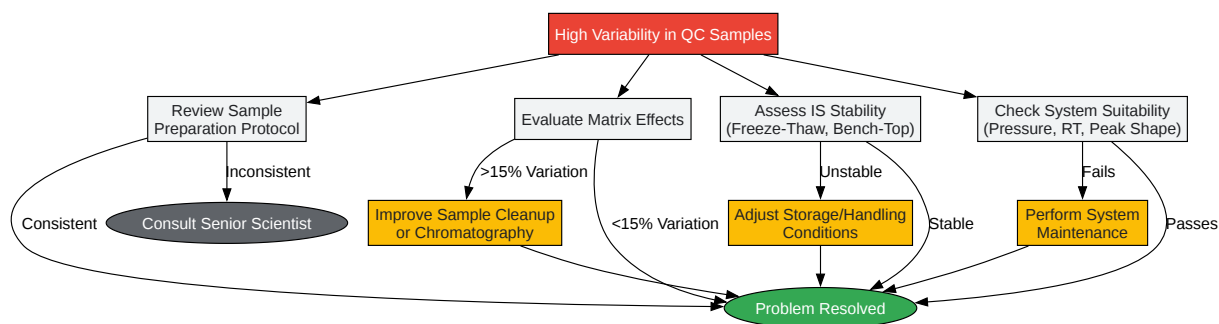 High Variability in QC Samples
Review Sample
Preparation Protocol
Evaluate Matrix Effects
Assess IS Stability
(Freeze-Thaw, Bench-Top)
Check System Suitability
(Pressure, RT, Peak Shape)
Inconsistent
>15% Variation
Unstable
Fails
Consistent
Consult Senior Scientist
Improve Sample Cleanup
or Chromatography
<15% Variation
Adjust Storage/Handling
Conditions
Stable
Perform System
Maintenance
Passes
Problem Resolved